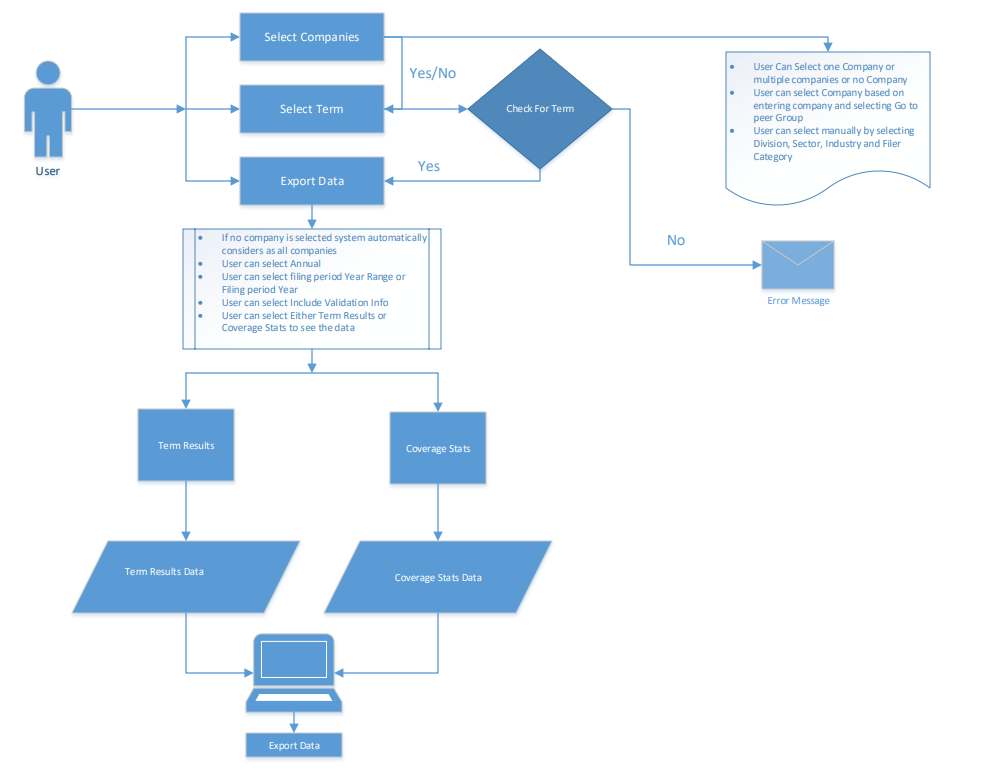 Select Companies
Yes/No
Select Term
Check For Term
User Can Select one Company or
multiple companies or no Company
User can select Company based on
entering company and selecting Go to
peer Group
User can select manually by selecting
Division, Sector, Industry and Filer
Category
User
Yes
Export Data
No
Error Message
If no company is selected system automatically
considers as all companies
User can select Annual
User can select filing period Year Range or
Filing period Year
User can select Include Validation Info
User can select Either Term Results or
Coverage Stats to see the data
Term Results
Coverage Stats
Term Results Data
Coverage Stats Data
Export Data